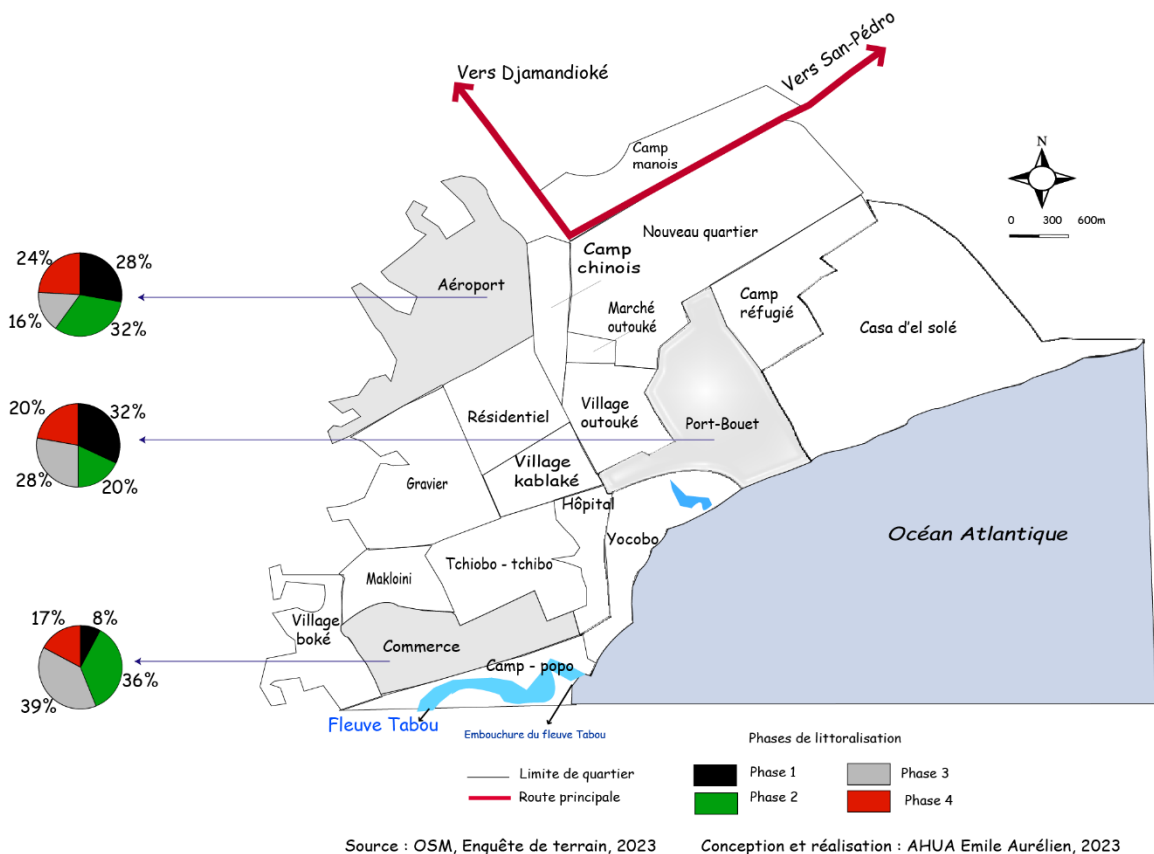 Vers Djamandioké
Vers San-Pédro
Camp
manois
N
0 300 600m
Nouveau quartier
Camp
chinois
Aéroport
24%
28%
16%
32%
Marché
outouké
Camp
réfugié
Casa d'el solé
Résidentiel
Village
outouké
Port-Bouet
20%
32%
28%
20%
Village
kablaké
Gravier
Hôpital
Yocobo
Océan Atlantique
Tchiobo - tchibo
Makloini
Village
boké
17%
8%
36%
39%
Commerce
Camp - popo
Fleuve Tabou
Embouchure du fleuve Tabou
Phases de littoralisation
Limite de quartier
Route principale
Phase 1
Phase 2
Phase 3
Phase 4
Source : OSM, Enquête de terrain, 2023
Conception et réalisation : AHUA Emile Aurélien, 2023